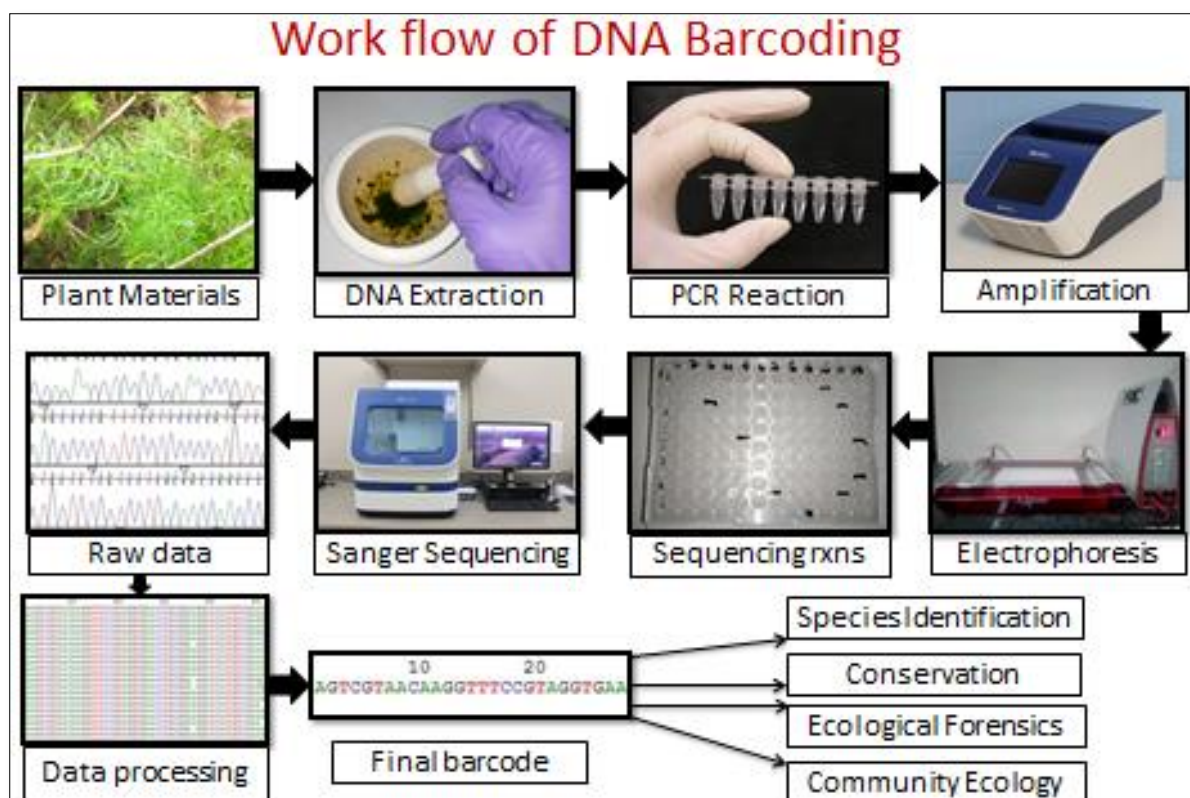 Work flow of DNA Barcoding
Plant Materials
DNA Extraction
PCR Reaction
Amplification
Raw data
Sanger Sequencing
Sequencing rxns
Electrophoresis
Data processing
10 20
AGTCGTAACAAGGTTTCCGTAGGTGAA
Final barcode
Species Identification
Conservation
Ecological Forensics
Community Ecology